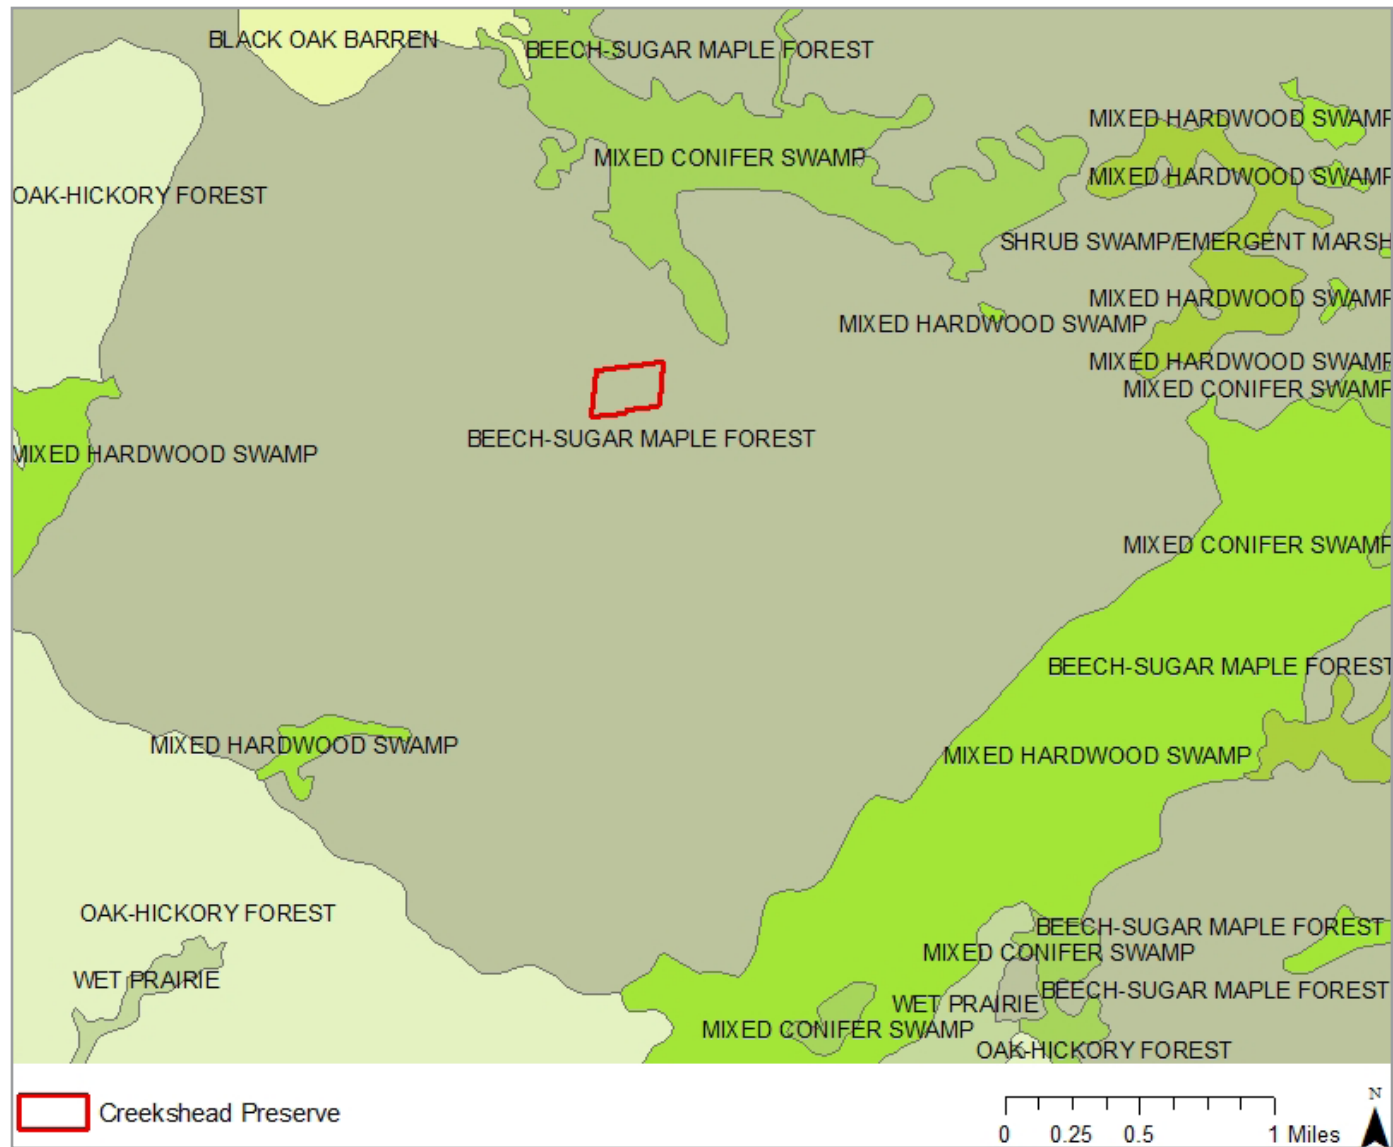 BLACK OAK BARREN
BEECH-SUGAR MAPLE FOREST
MIXED HARDWOOD SWAMP
MIXED CONIFER SWAMP
MIXED HARDWOOD SWAMP
OAK-HICKORY FOREST
SHRUB SWAMP/EMERGENT MARSH
MIXED HARDWOOD SWAMP
MIXED HARDWOOD SWAMP
MIXED HARDWOOD SWAMP
MIXED CONIFER SWAMP
BEECH-SUGAR MAPLE FOREST
MIXED HARDWOOD SWAMP
MIXED CONIFER SWAMP
BEECH-SUGAR MAPLE FOREST
MIXED HARDWOOD SWAMP
MIXED HARDWOOD SWAMP
OAK-HICKORY FOREST
BEECH-SUGAR MAPLE FOREST
MIXED CONIFER SWAMP
WET PRAIRIE
BEECH-SUGAR MAPLE FOREST
WET PRAIRIE
MIXED CONIFER SWAMP
OAK-HICKORY FOREST
Creekshead Preserve
N
0 0.25 0.5 1 Miles